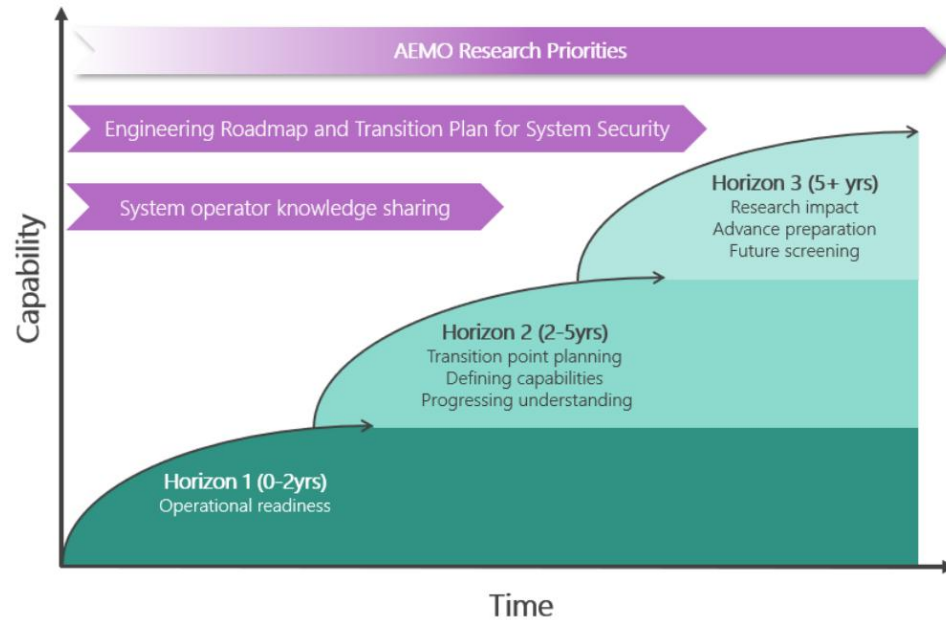 AEMO Research Priorities
Engineering Roadmap and Transition Plan for System Security
System operator knowledge sharing
Horizon 3 (5+ yrs)
Research impact
Advance preparation
Future screening
Horizon 2 (2-5yrs)
Transition point planning
Defining capabilities
Progressing understanding
Horizon 1 (0-2yrs)
Operational readiness
Capability
Time